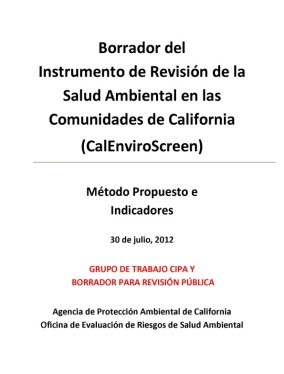 Borrador del
Instrumento de Revisión de la
Salud Ambiental en las
Comunidades de California
(CalEnviroScreen)
Método Propuesto e
Indicadores
30 de julio, 2012
GRUPO DE TRABAJO CIPA Y
BORRADOR PARA REVISIÓN PÚBLICA
Agencia de Protección Ambiental de California
Oficina de Evaluación de Riesgos de Salud Ambiental